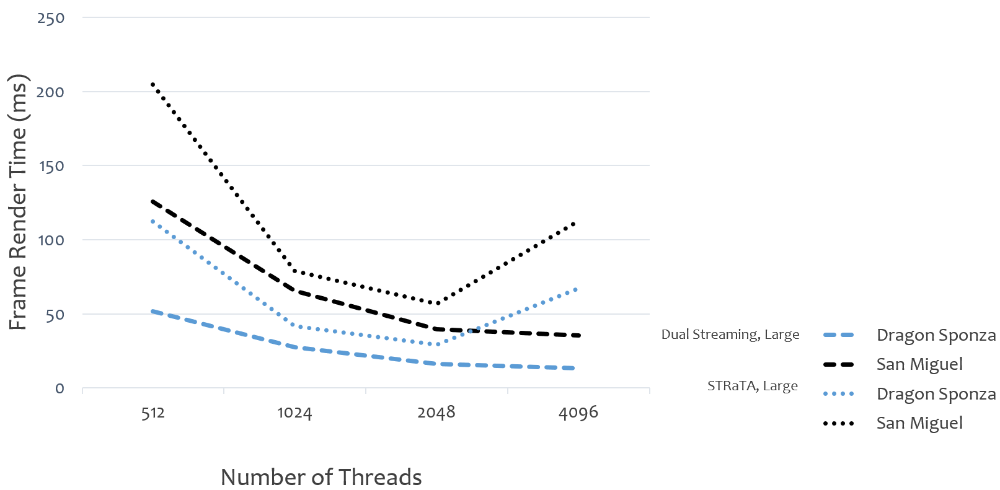 250
200
150
100
50
0
Frame Render Time (ms)
512 1024 2048 4096
Number of Threads
Dual Streaming, Large Dragon Sponza
San Miguel
STRaTA, Large Dragon Sponza
San Miguel